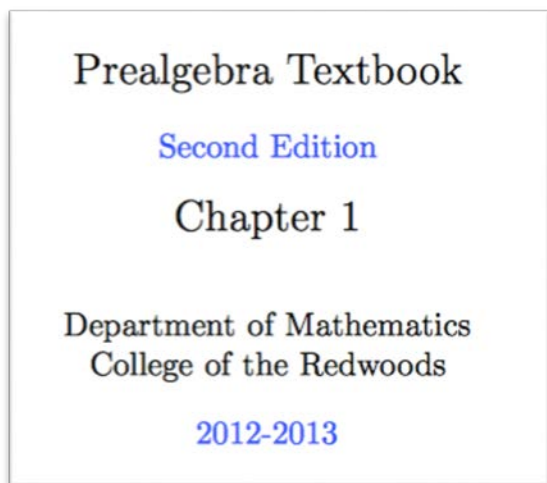 Prealgebra Textbook
Second Edition
Chapter 1
Department of Mathematics
College of the Redwoods
2012-2013